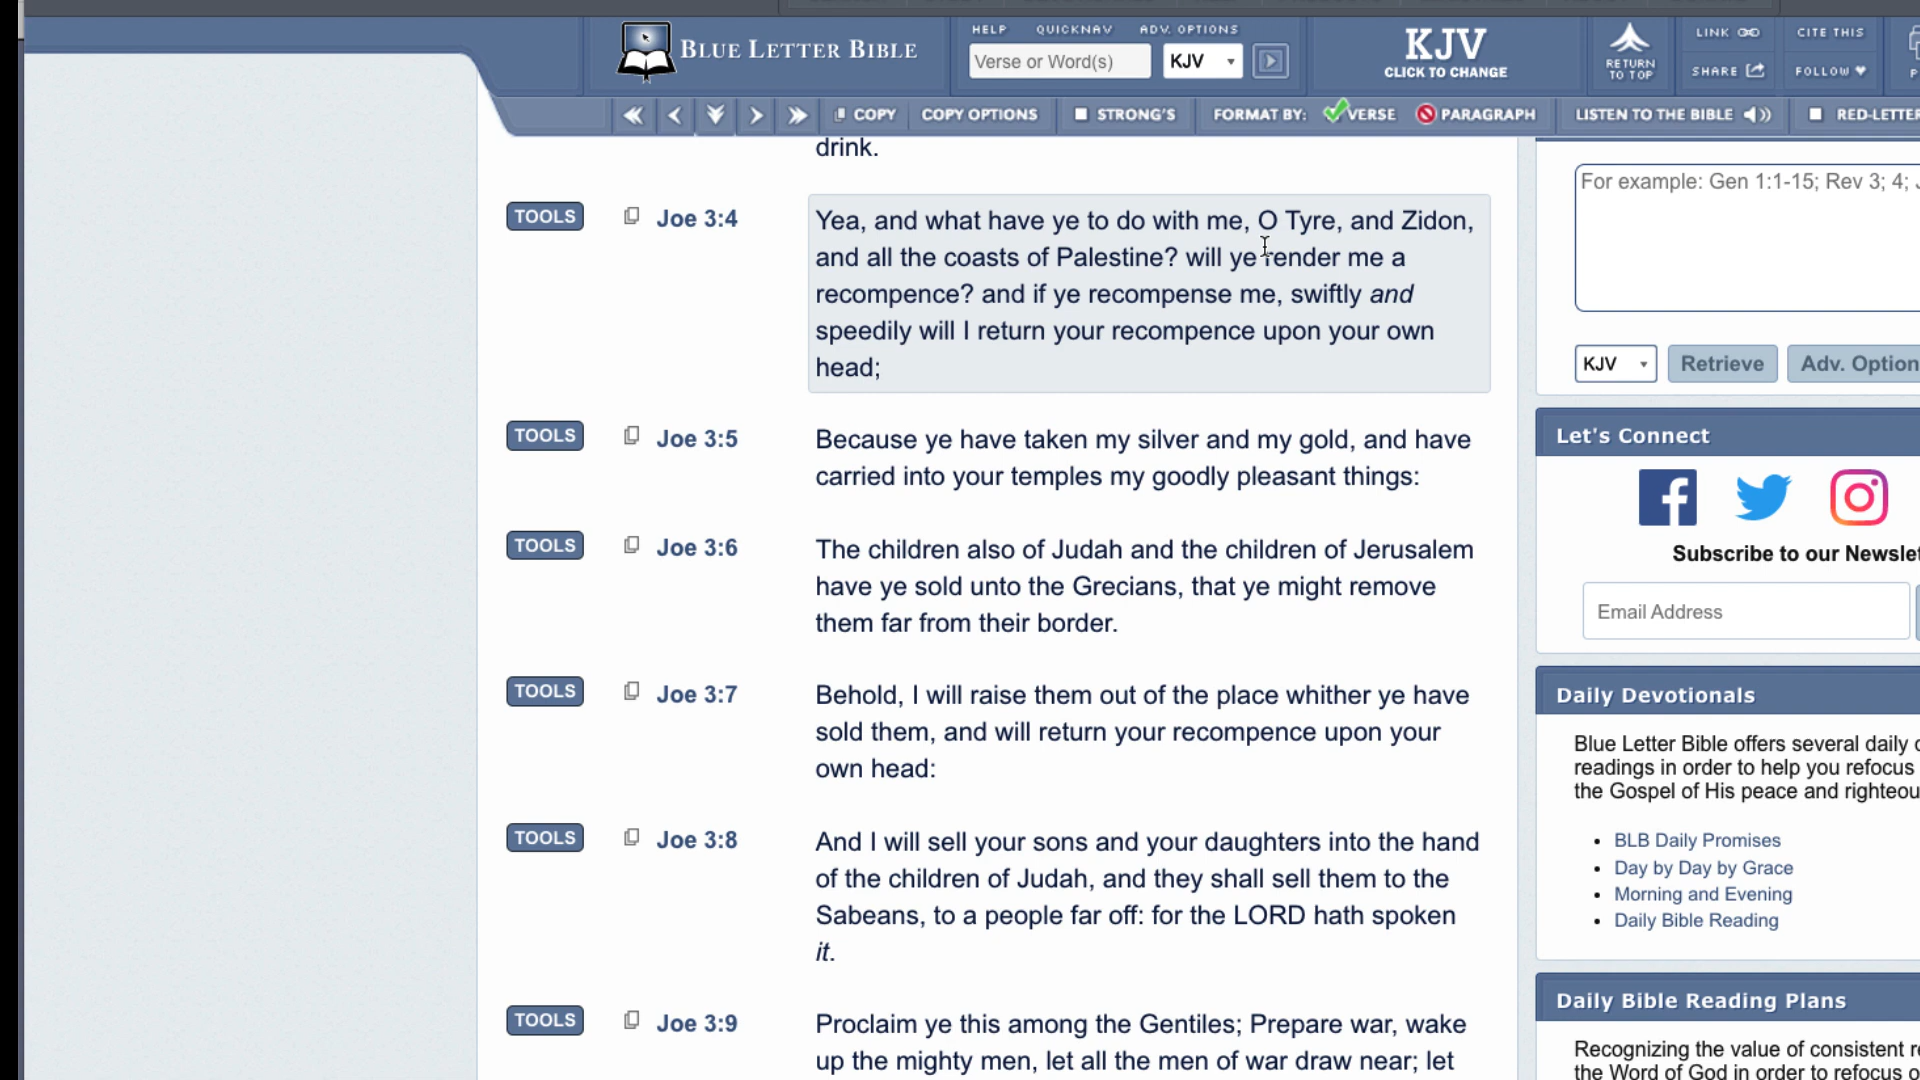 BLUE LETTER BIBLE
HELP QUICKNAV ADV. OPTIONS
Verse or Word(s) KJV
KJV
CLICK TO CHANGE
RETURN
TO TOP
LINK
SHARE
CITE THIS
FOLLOW
COPY COPY OPTIONS STRONG'S FORMAT BY: VERSE PARAGRAPH LISTEN TO THE BIBLE RED-LETTER
drink.
TOOLS Joe 3:4
Yea, and what have ye to do with me, O Tyre, and Zidon,
and all the coasts of Palestine? will ye render me a
recompence? and if ye recompense me, swiftly and
speedily will I return your recompence upon your own
head;
TOOLS Joe 3:5
Because ye have taken my silver and my gold, and have
carried into your temples my goodly pleasant things:
TOOLS Joe 3:6
The children also of Judah and the children of Jerusalem
have ye sold unto the Grecians, that ye might remove
them far from their border.
TOOLS Joe 3:7
Behold, I will raise them out of the place whither ye have
sold them, and will return your recompence upon your
own head:
TOOLS Joe 3:8
And I will sell your sons and your daughters into the hand
of the children of Judah, and they shall sell them to the
Sabeans, to a people far off: for the LORD hath spoken
it.
TOOLS Joe 3:9
Proclaim ye this among the Gentiles; Prepare war, wake
up the mighty men, let all the men of war draw near; let
For example: Gen 1:1-15; Rev 3; 4;
KJV Retrieve Adv. Option
Let's Connect
Subscribe to our Newslet
Email Address
Daily Devotionals
Blue Letter Bible offers several daily
readings in order to help you refocus
the Gospel of His peace and righteou
BLB Daily Promises
Day by Day by Grace
Morning and Evening
Daily Bible Reading
Daily Bible Reading Plans
Recognizing the value of consistent
the Word of God in order to refocus